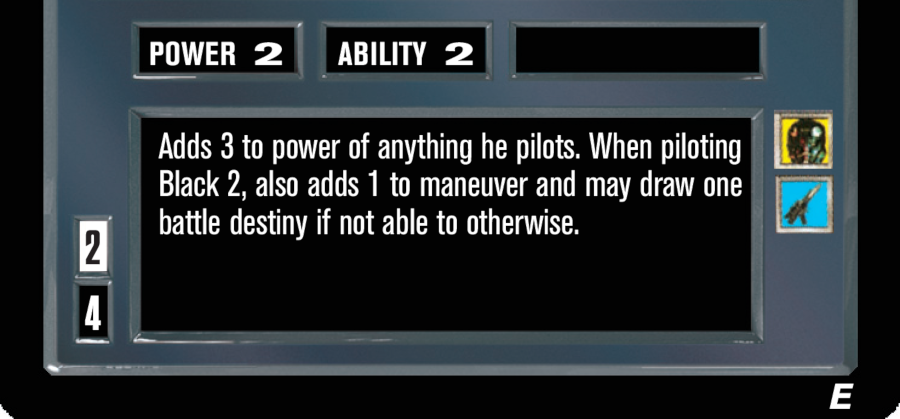 POWER 2 ABILITY 2
Adds 3 to power of anything he pilots. When piloting
Black 2, also adds 1 to maneuver and may draw one
battle destiny if not able to otherwise.
2
4
E